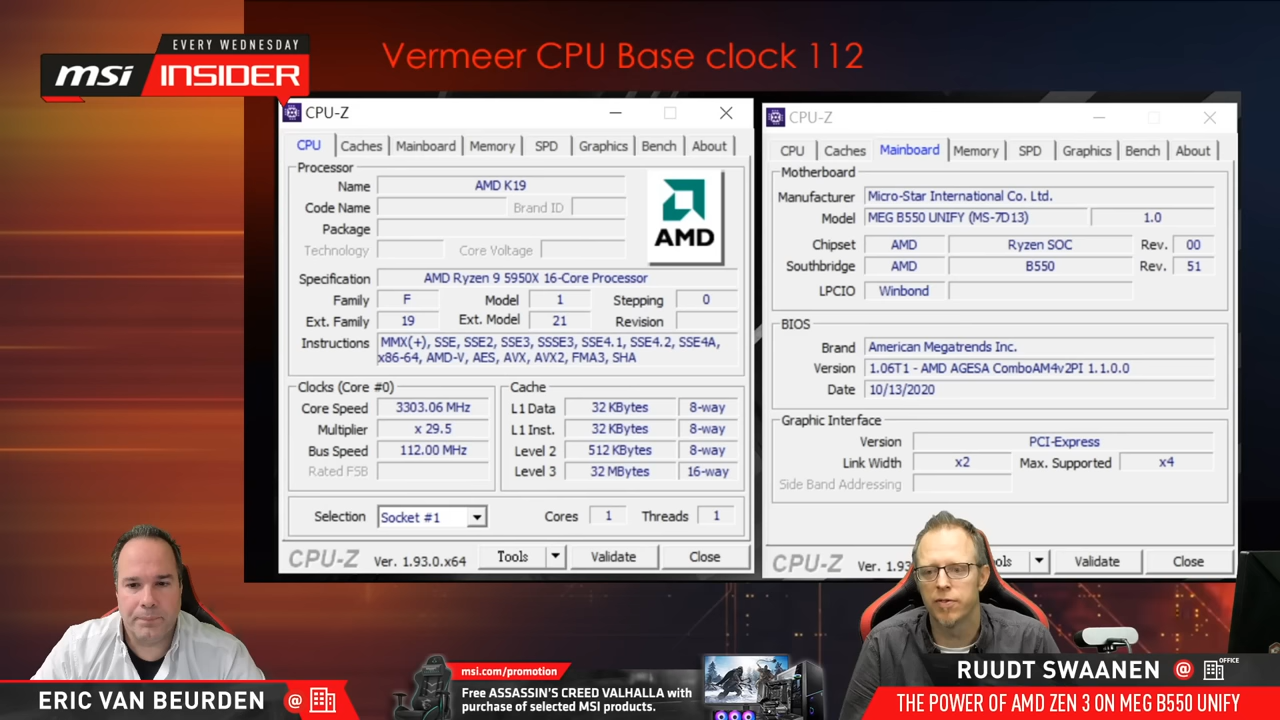 EVERY WEDNESDAY
msi INSIDER
Vermeer CPU Base clock 112
CPU-Z
CPU Caches Mainboard Memory SPD Graphics Bench About
Processor
Name AMD K19
Code Name Brand ID
Package
Technology Core Voltage
AMD
Specification AMD Ryzen 9 5950X 16-Core Processor
Family F Model 1 Stepping 0
Ext. Family 19 Ext. Model 21 Revision
Instructions MMX(+), SSE, SSE2, SSE3, SSSE3, SSE4.1, SSE4.2, SSE4A,
x86-64, AMD-V, AES, AVX, AVX2, FMA3, SHA
Clocks (Core #0)
Core Speed 3303.06 MHz
Multiplier x 29.5
Bus Speed 112.00 MHz
Rated FSB
Cache
L1 Data 32 KBytes 8-way
L1 Inst. 32 KBytes 8-way
Level 2 512 KBytes 8-way
Level 3 32 MBytes 16-way
Selection Socket #1 Cores 1 Threads 1
CPU-Z Ver. 1.93.0.x64 Tools Validate Close
CPU-Z
CPU Caches Mainboard Memory SPD Graphics Bench About
Motherboard
Manufacturer Micro-Star International Co. Ltd.
Model MEG B550 UNIFY (MS-7D13) 1.0
Chipset AMD Ryzen SOC Rev. 00
Southbridge AMD B550 Rev. 51
LPCIO Winbond
BIOS
Brand American Megatrends Inc.
Version 1.06T1 - AMD AGESA ComboAM4v2PI 1.1.0.0
Date 10/13/2020
Graphic Interface
Version PCI-Express
Link Width x2 Max. Supported x4
Side Band Addressing
CPU-Z Ver. 1.93 ols Validate Close
ERIC VAN BEURDEN @
msi.com/promotion
Free ASSASSIN'S CREED VALHALLA with
purchase of selected MSI products.
RUUDT SWAANEN @ OFFICE
THE POWER OF AMD ZEN 3 ON MEG B550 UNIFY